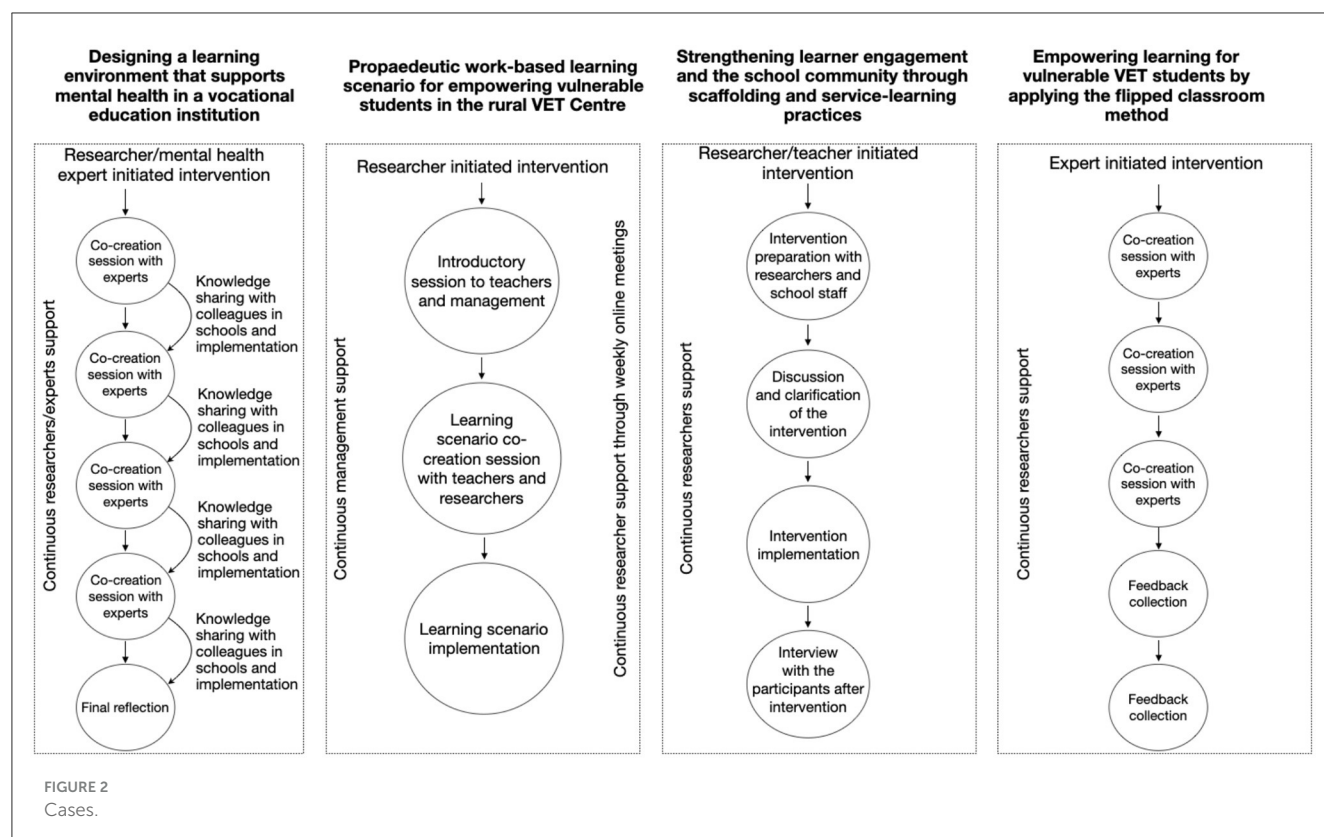 Designing a learning
environment that supports
mental health in a vocational
education institution
Researcher/mental health
expert initiated intervention
Continuous researchers/experts support
Co-creation
session with
experts
Knowledge
sharing with
colleagues in
schools and
implementation
Co-creation
session with
experts
Knowledge
sharing with
colleagues in
schools and
implementation
Co-creation
session with
experts
Knowledge
sharing with
colleagues in
schools and
implementation
Co-creation
session with
experts
Knowledge
sharing with
colleagues in
schools and
implementation
Final reflection
Propaedeutic work-based learning
scenario for empowering vulnerable
students in the rural VET Centre
Researcher initiated intervention
Continuous management support
Introductory
session to teachers
and management
Learning
scenario co-
creation session
with teachers and
researchers
Learning scenario
implementation
Continuous researcher support through weekly online meetings
Strengthening learner engagement
and the school community through
scaffolding and service-learning
practices
Researcher/teacher initiated
intervention
Continuous researchers support
Intervention
preparation with
researchers and
school staff
Discussion
and clarification
of the
intervention
Intervention
implementation
Interview
with the
participants after
intervention
Empowering learning for
vulnerable VET students by
applying the flipped classroom
method
Expert initiated intervention
Continuous researchers support
Co-creation
session with
experts
Co-creation
session with
experts
Co-creation
session with
experts
Feedback
collection
Feedback
collection
FIGURE 2
Cases.